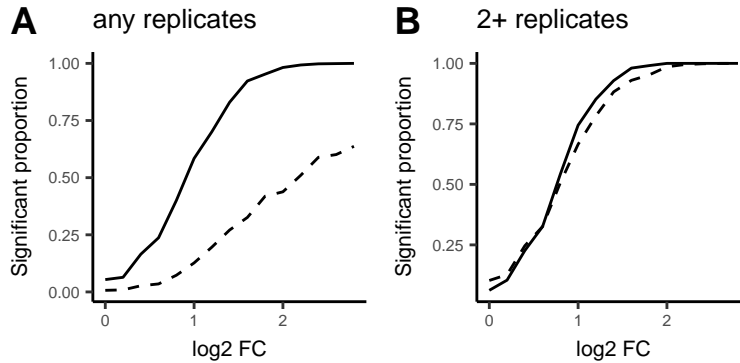 A any replicates
Significant proportion
1.00
0.75
0.50
0.25
0.00
0 1 2
log2 FC
B 2+ replicates
Significant proportion
1.00
0.75
0.50
0.25
0 1 2
log2 FC